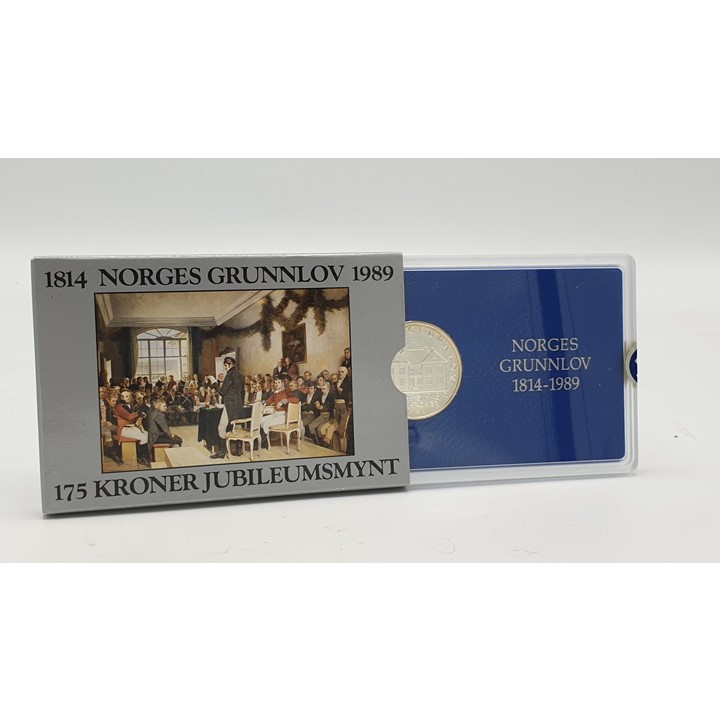 1814 NORGES GRUNNLOV 1989
175 KRONER JUBILEUMSMYNT
NORGES
GRUNNLOV
1814-1989